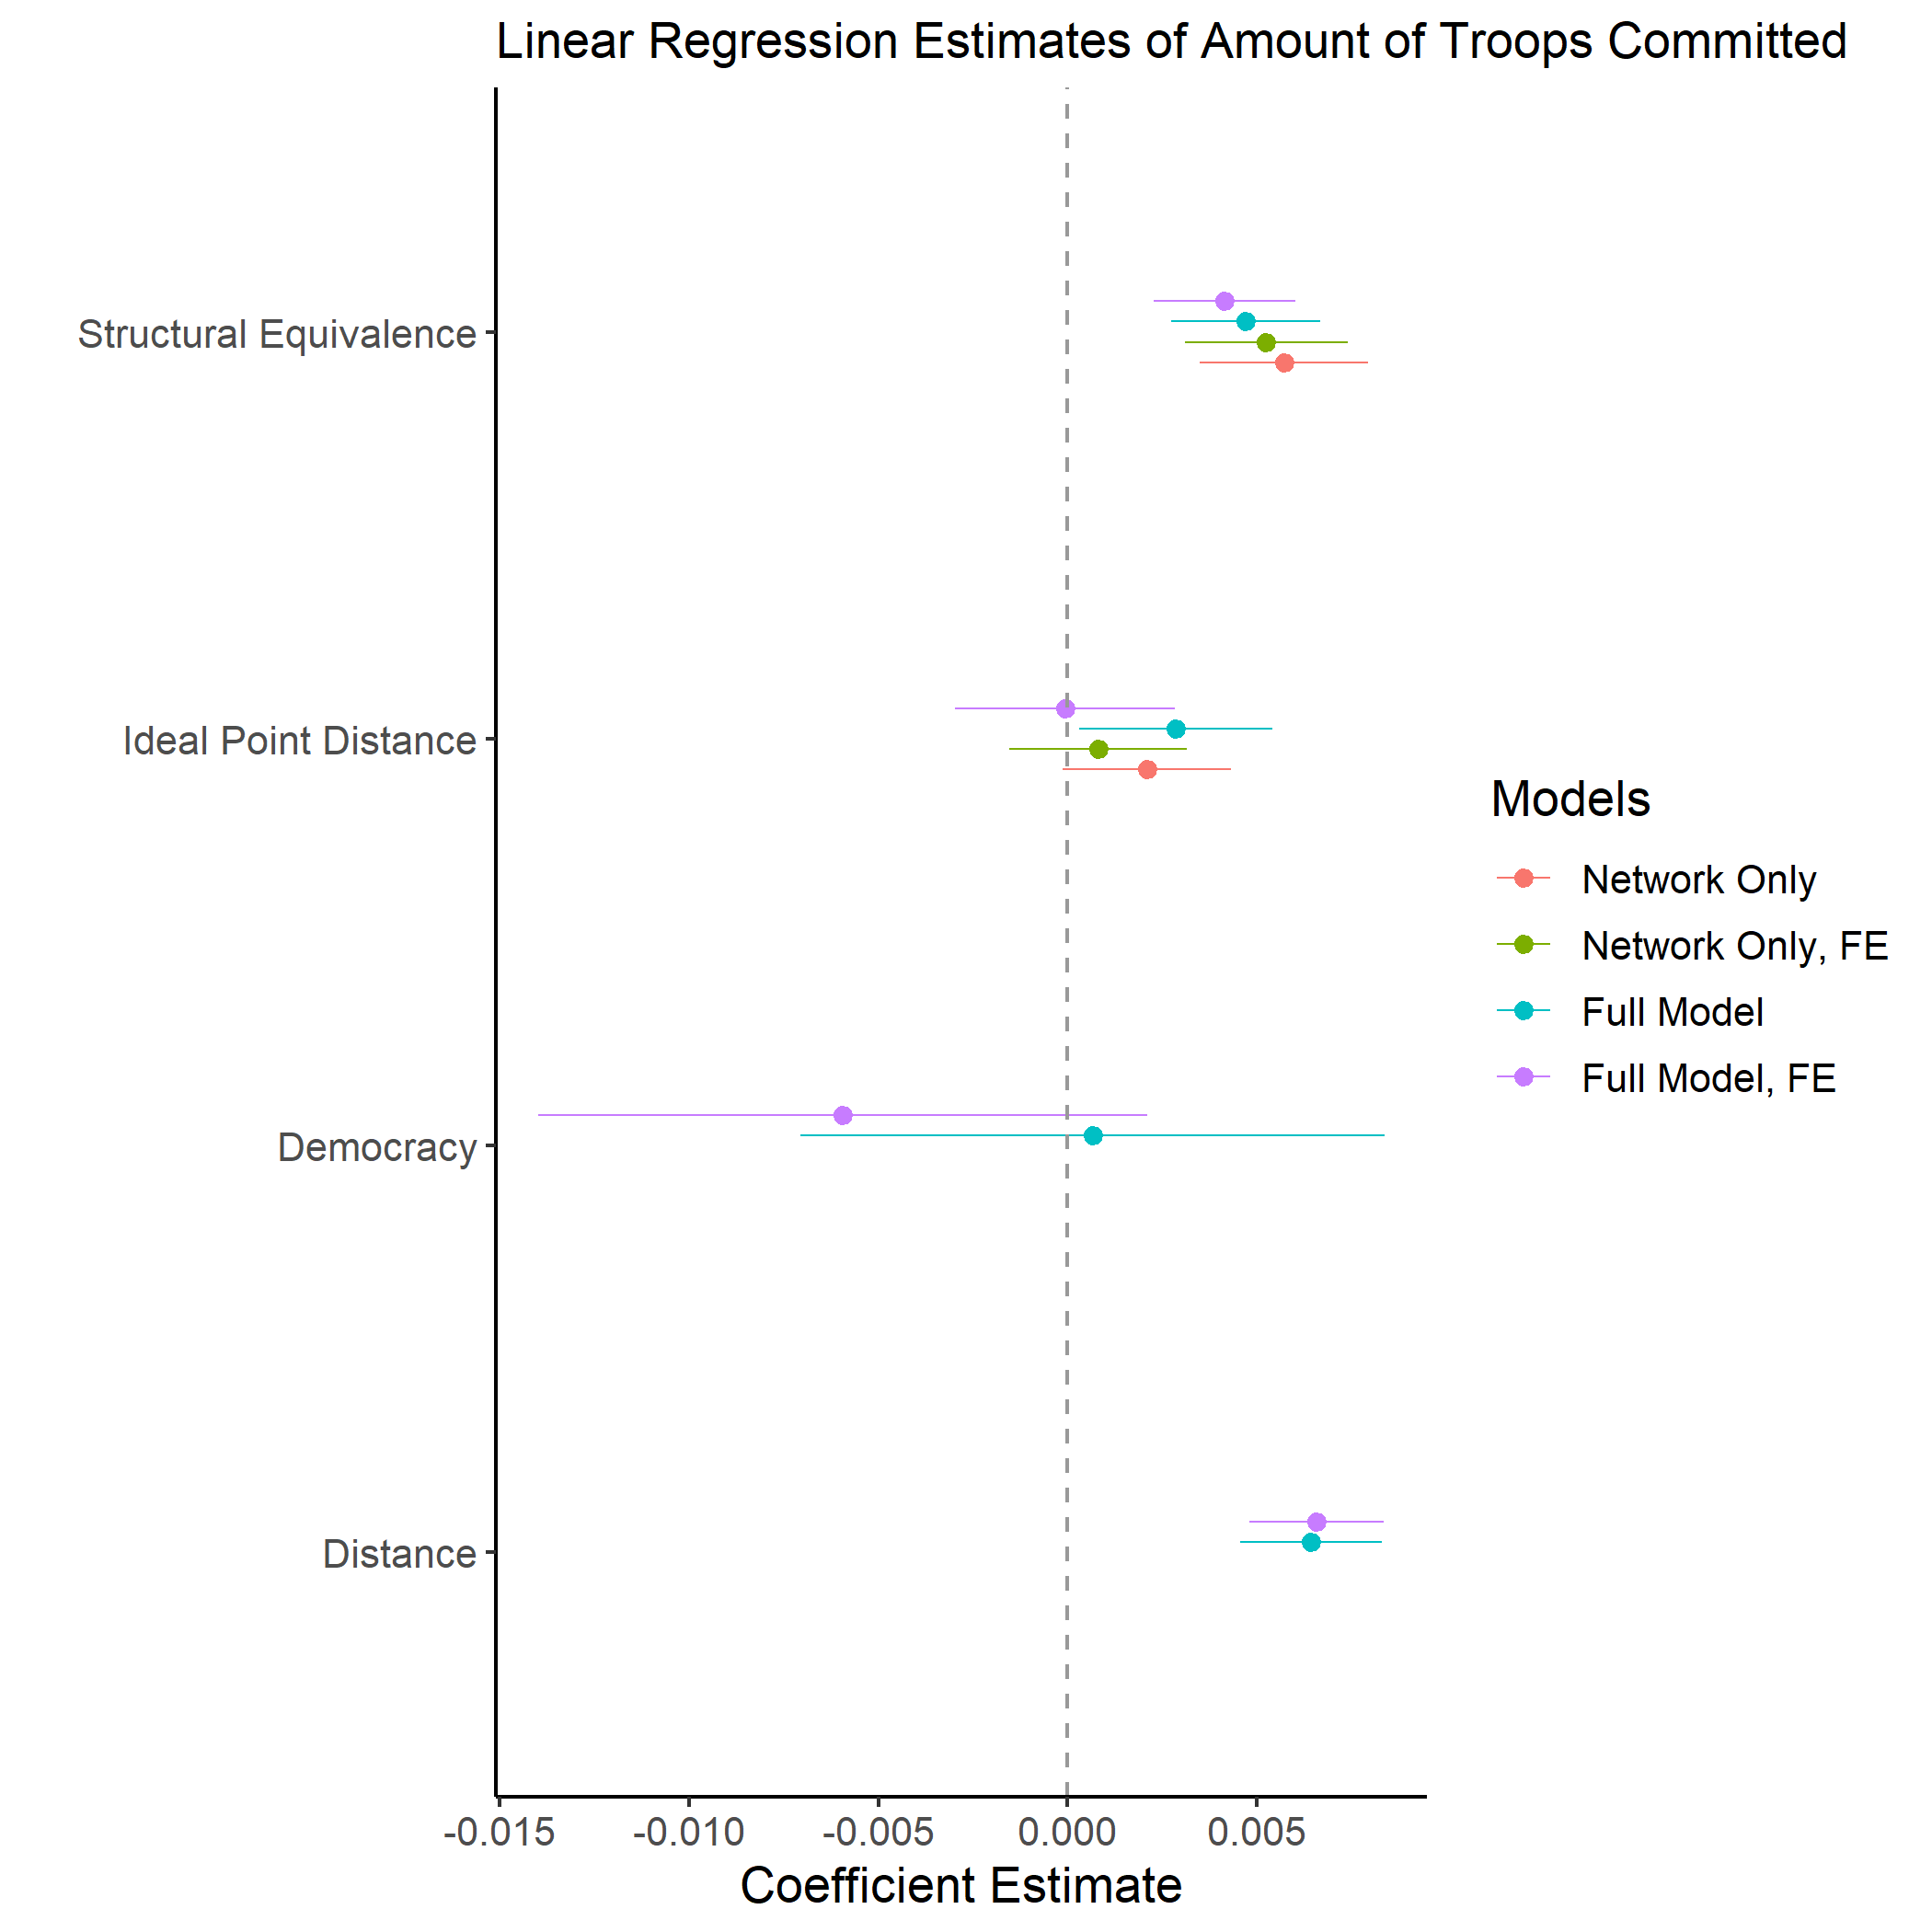 Linear Regression Estimates of Amount of Troops Committed
Structural Equivalence
Ideal Point Distance
Democracy
Distance
-0.015 -0.010 -0.005 0.000 0.005
Coefficient Estimate
Models
Network Only
Network Only, FE
Full Model
Full Model, FE